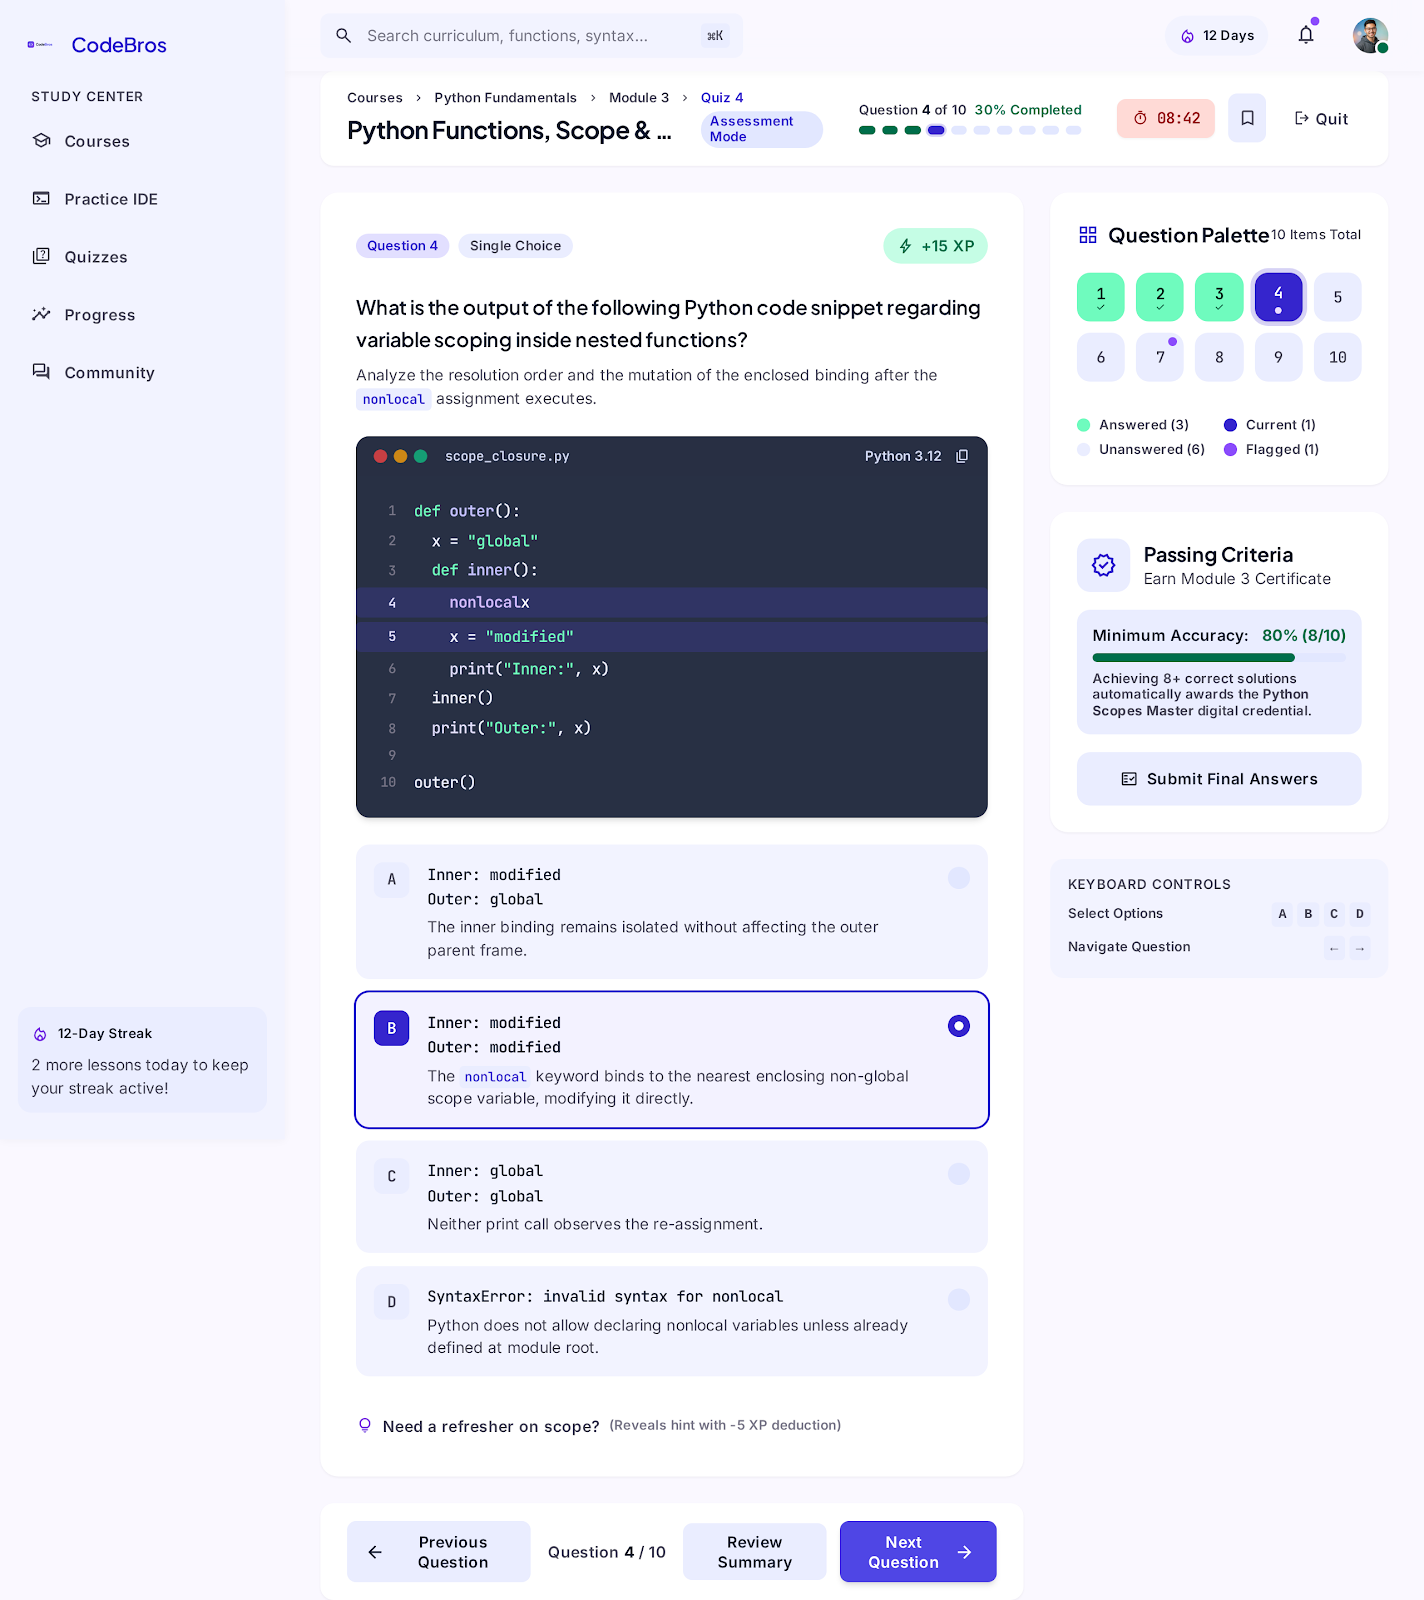 CodeBros
STUDY CENTER
Courses
Practice IDE
Quizzes
Progress
Community
12-Day Streak
2 more lessons today to keep
your streak active!
Search curriculum, functions, syntax...
⌘K
12 Days
Courses › Python Fundamentals › Module 3 › Quiz 4
Python Functions, Scope & ...
Assessment
Mode
Question 4 of 10 30% Completed
08:42
Quit
Question 4
Single Choice
+15 XP
What is the output of the following Python code snippet regarding
variable scoping inside nested functions?
Analyze the resolution order and the mutation of the enclosed binding after the
nonlocal assignment executes.
scope_closure.py
Python 3.12
1 def outer():
2 x = "global"
3 def inner():
4 nonlocalx
5 x = "modified"
6 print("Inner:", x)
7 inner()
8 print("Outer:", x)
9
10 outer()
A
Inner: modified
Outer: global
The inner binding remains isolated without affecting the outer
parent frame.
B
Inner: modified
Outer: modified
The nonlocal keyword binds to the nearest enclosing non-global
scope variable, modifying it directly.
C
Inner: global
Outer: global
Neither print call observes the re-assignment.
D
SyntaxError: invalid syntax for nonlocal
Python does not allow declaring nonlocal variables unless already
defined at module root.
Need a refresher on scope? (Reveals hint with -5 XP deduction)
← Previous
Question
Question 4 / 10
Review
Summary
Next
Question →
Question Palette 10 Items Total
1 2 3 4 5
6 7 8 9 10
Answered (3) Current (1)
Unanswered (6) Flagged (1)
Passing Criteria
Earn Module 3 Certificate
Minimum Accuracy: 80% (8/10)
Achieving 8+ correct solutions
automatically awards the Python
Scopes Master digital credential.
Submit Final Answers
KEYBOARD CONTROLS
Select Options A B C D
Navigate Question ← →